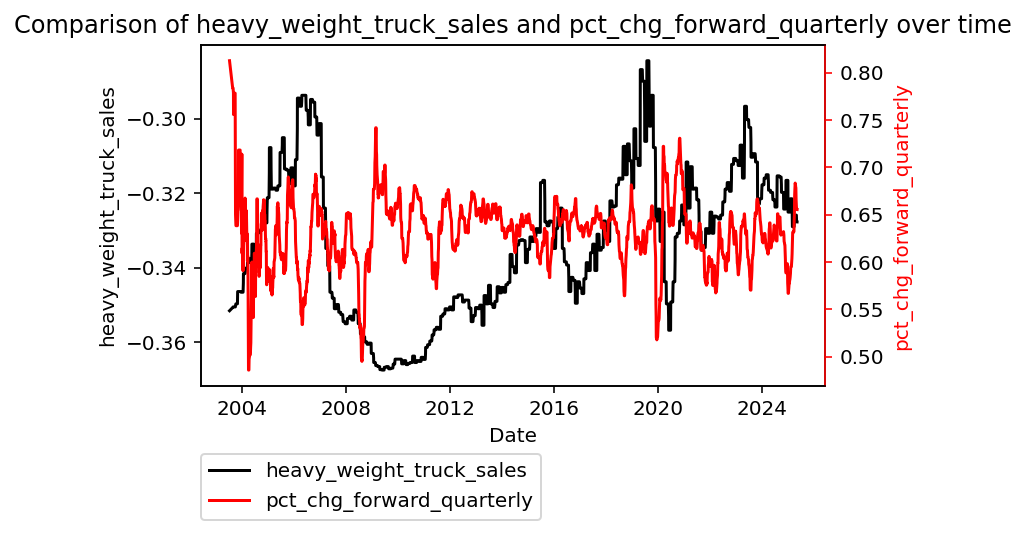 Comparison of heavy_weight_truck_sales and pct_chg_forward_quarterly over time
heavy_weight_truck_sales
−0.30
−0.32
−0.34
−0.36
0.80
0.75
0.70
0.65
0.60
0.55
0.50
pct_chg_forward_quarterly
2004 2008 2012 2016 2020 2024
Date
heavy_weight_truck_sales
pct_chg_forward_quarterly